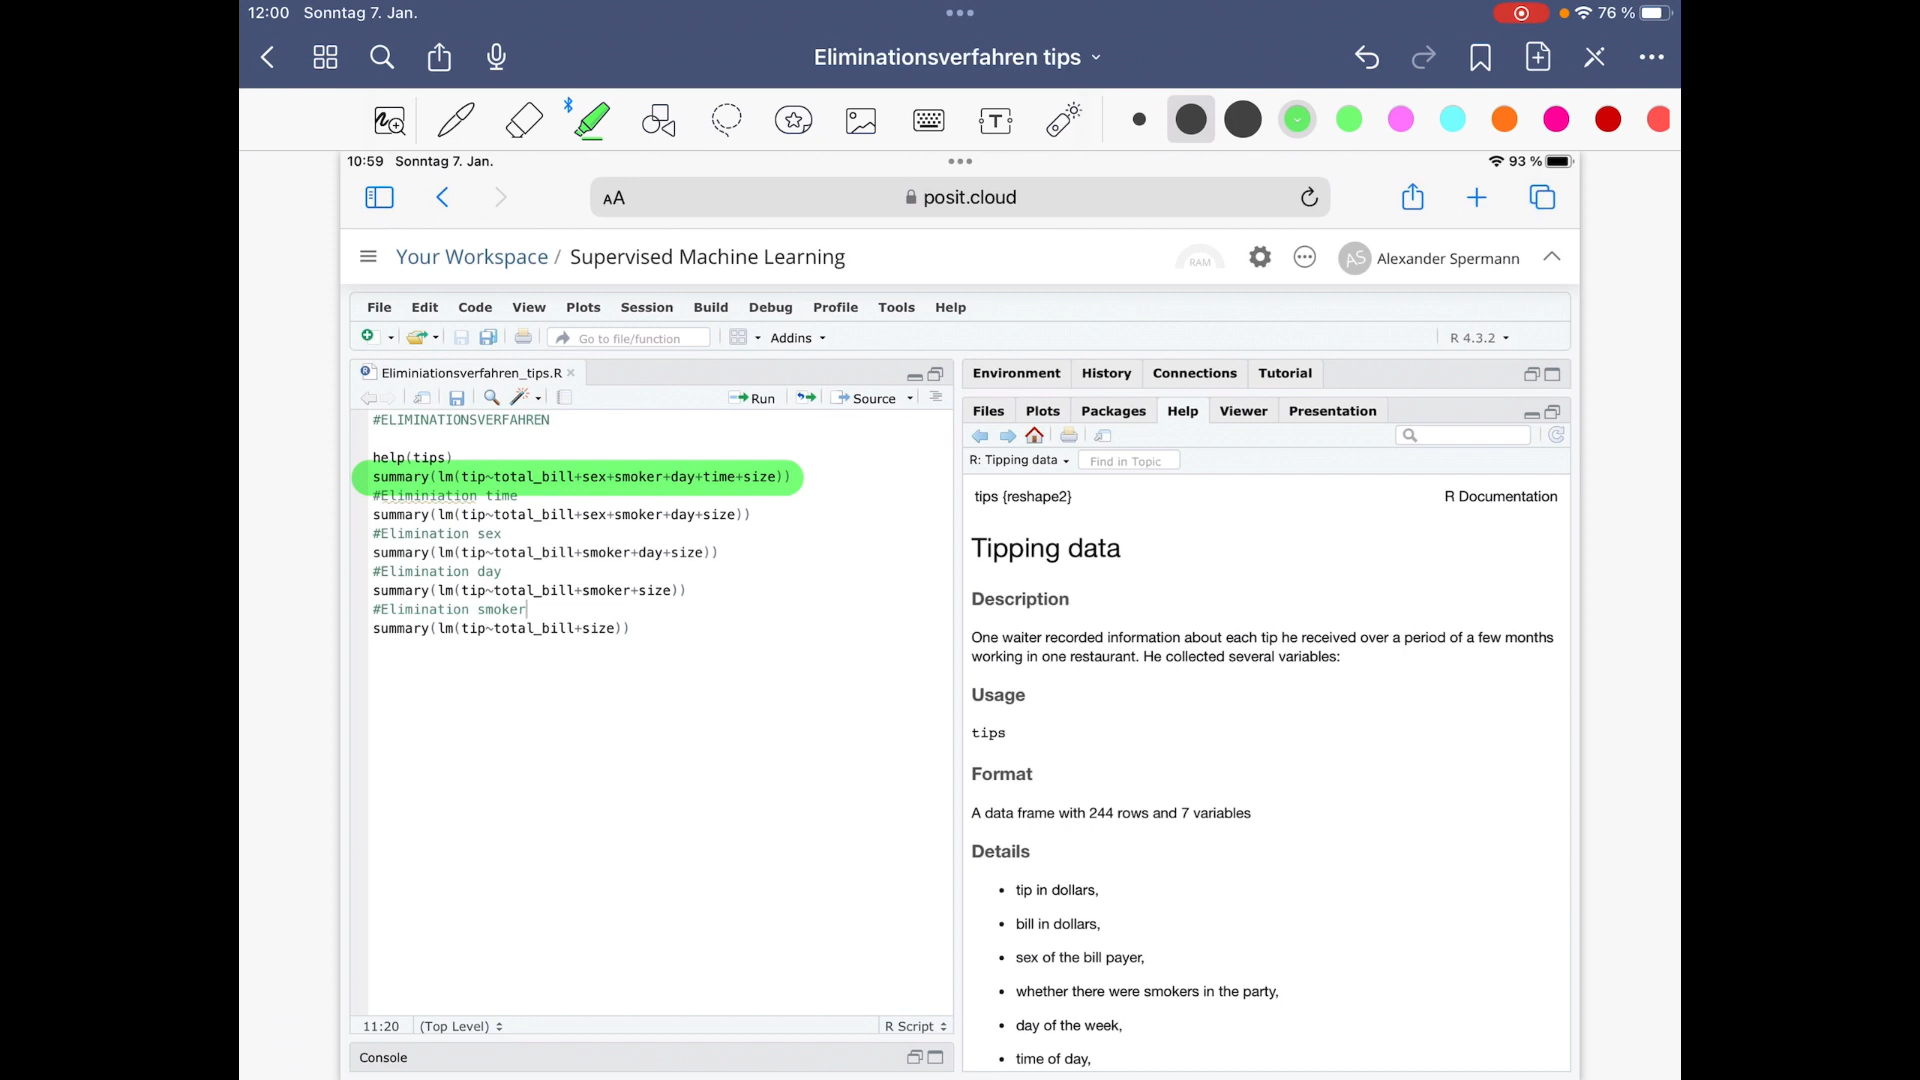 12:00 Sonntag 7. Jan.
76 %
Eliminationsverfahren tips
10:59 Sonntag 7. Jan.
93 %
AA
posit.cloud
Your Workspace / Supervised Machine Learning
RAM
AS
Alexander Spermann
File Edit Code View Plots Session Build Debug Profile Tools Help
Go to file/function
Addins
R 4.3.2
Eliminiationsverfahren_tips.R
Run
Source
#ELIMINATIONSVERFAHREN
help(tips)
summary(lm(tip~total_bill+sex+smoker+day+time+size))
#Eliminiation time
summary(lm(tip~total_bill+sex+smoker+day+size))
#Elimination sex
summary(lm(tip~total_bill+smoker+day+size))
#Elimination day
summary(lm(tip~total_bill+smoker+size))
#Elimination smoker
summary(lm(tip~total_bill+size))
11:20 (Top Level)
R Script
Console
Environment History Connections Tutorial
Files Plots Packages Help Viewer Presentation
R: Tipping data
Find in Topic
tips {reshape2}
R Documentation
Tipping data
Description
One waiter recorded information about each tip he received over a period of a few months
working in one restaurant. He collected several variables:
Usage
tips
Format
A data frame with 244 rows and 7 variables
Details
• tip in dollars,
• bill in dollars,
• sex of the bill payer,
• whether there were smokers in the party,
• day of the week,
• time of day,